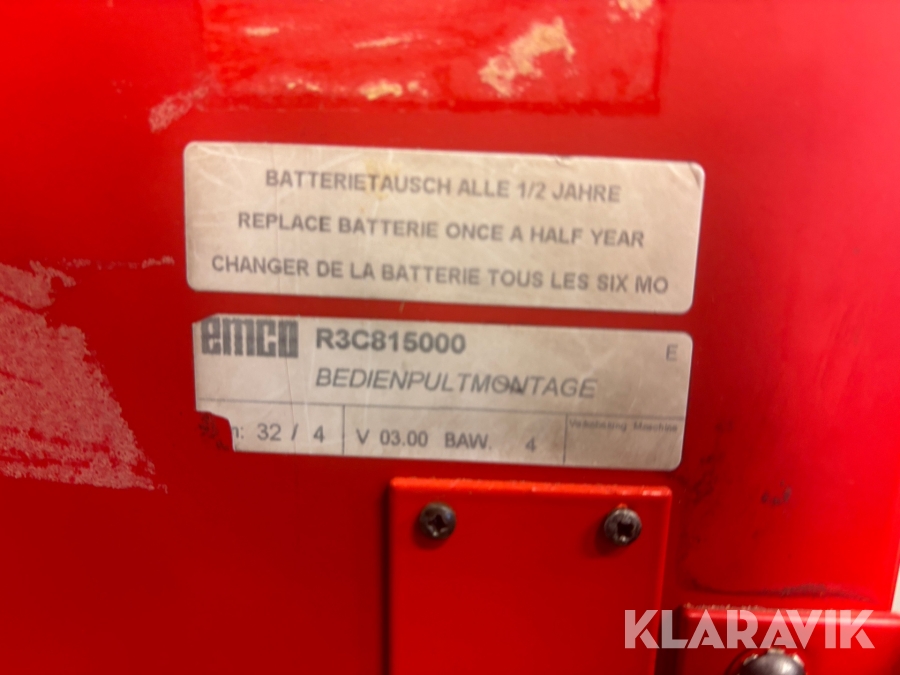 BATTERIETAUSCH ALLE 1/2 JAHRE
REPLACE BATTERIE ONCE A HALF YEAR
CHANGER DE LA BATTERIE TOUS LES SIX MO
emco R3C815000 E
BEDIENPULTMONTAGE
n: 32 / 4 V 03.00 BAW. 4 Maschine
KLARAVIK